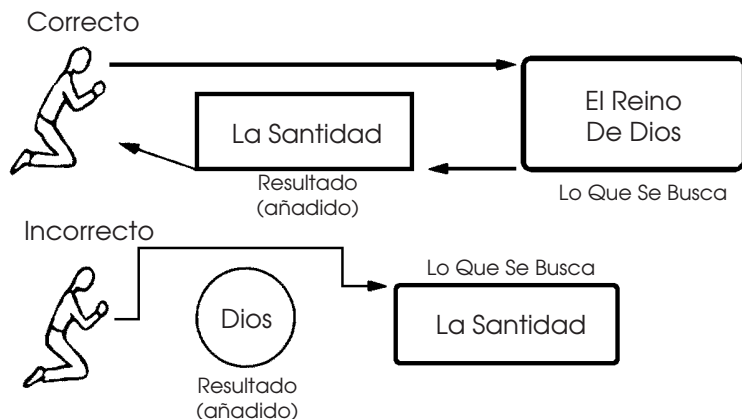 Correcto
El Reino
De Dios
La Santidad
Resultado
(añadido)
Lo Que Se Busca
Incorrecto
Lo Que Se Busca
Dios
La Santidad
Resultado
(añadido)